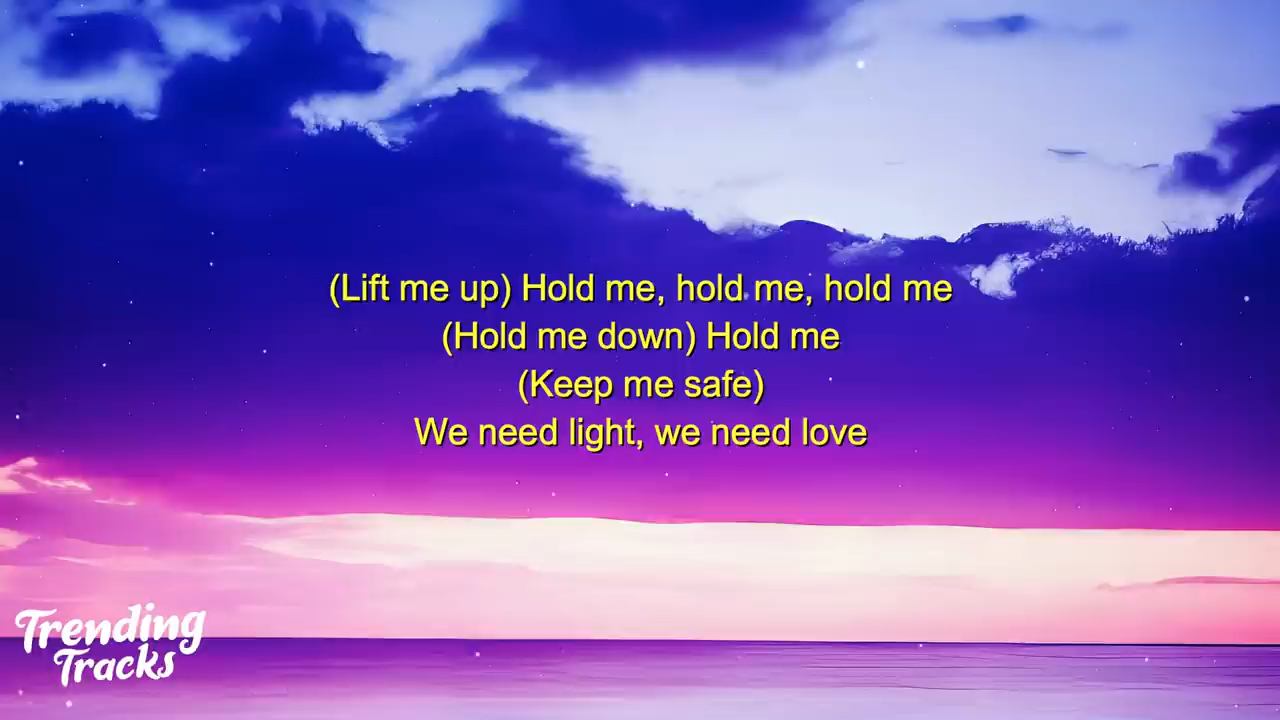 (Lift me up) Hold me, hold me, hold me
(Hold me down) Hold me
(Keep me safe)
We need light, we need love
Trending
Tracks